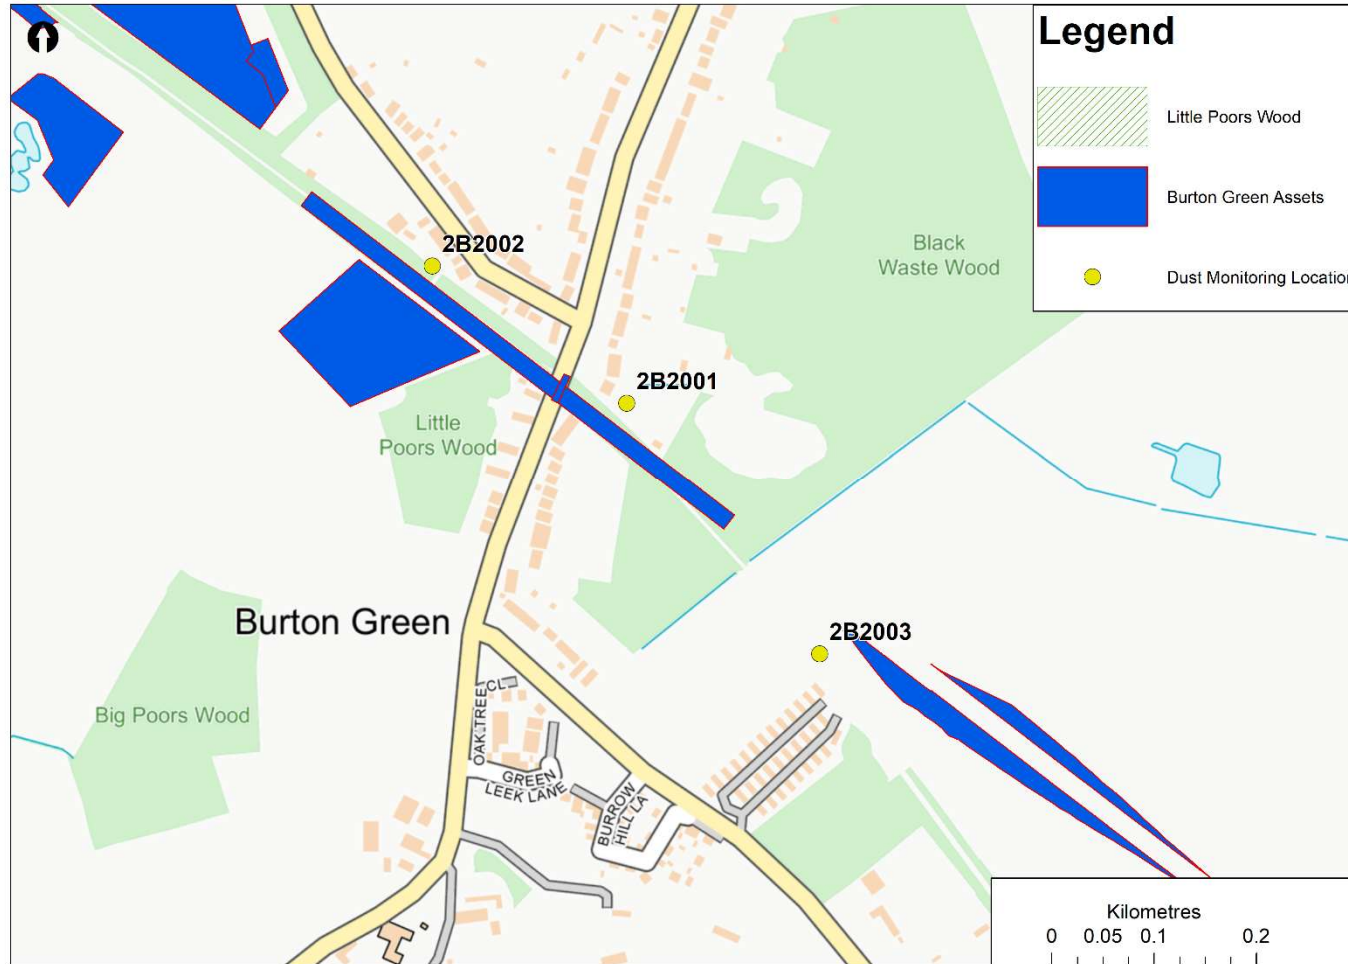 Legend
Little Poors Wood
Burton Green Assets
Dust Monitoring Location
2B2002
Black
Waste Wood
2B2001
Little
Poors Wood
Burton Green
2B2003
Big Poors Wood
OAK TREE CL
GREEN
LEEK LANE
BURROW
HILL LA
Kilometres
0 0.05 0.1 0.2